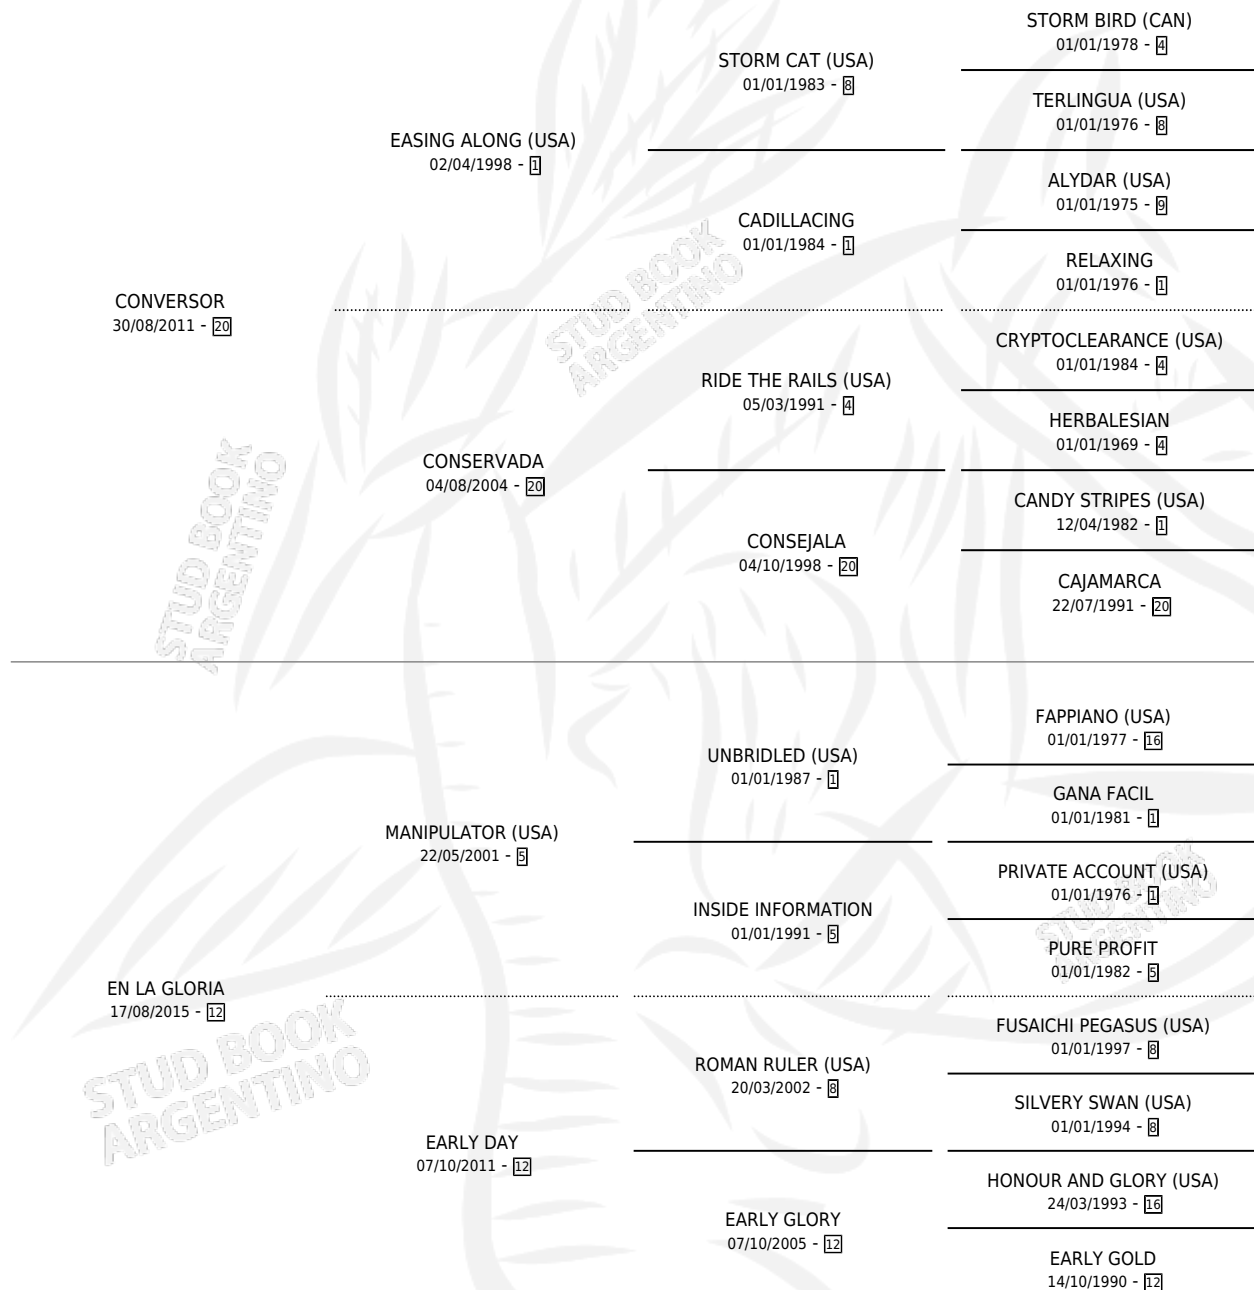 CONVERSOR
30/08/2011 - 20
EASING ALONG (USA)
02/04/1998 - 1
STORM CAT (USA)
01/01/1983 - 8
STORM BIRD (CAN)
01/01/1978 - 4
TERLINGUA (USA)
01/01/1976 - 8
CADILLACING
01/01/1984 - 1
ALYDAR (USA)
01/01/1975 - 9
RELAXING
01/01/1976 - 1
CONSERVADA
04/08/2004 - 20
RIDE THE RAILS (USA)
05/03/1991 - 4
CRYPTOCLEARANCE (USA)
01/01/1984 - 4
HERBALESIAN
01/01/1969 - 4
CONSEJALA
04/10/1998 - 20
CANDY STRIPES (USA)
12/04/1982 - 1
CAJAMARCA
22/07/1991 - 20
EN LA GLORIA
17/08/2015 - 12
MANIPULATOR (USA)
22/05/2001 - 5
UNBRIDLED (USA)
01/01/1987 - 1
FAPPIANO (USA)
01/01/1977 - 16
GANA FACIL
01/01/1981 - 1
INSIDE INFORMATION
01/01/1991 - 5
PRIVATE ACCOUNT (USA)
01/01/1976 - 1
PURE PROFIT
01/01/1982 - 5
EARLY DAY
07/10/2011 - 12
ROMAN RULER (USA)
20/03/2002 - 8
FUSAICHI PEGASUS (USA)
01/01/1997 - 8
SILVERY SWAN (USA)
01/01/1994 - 8
EARLY GLORY
07/10/2005 - 12
HONOUR AND GLORY (USA)
24/03/1993 - 16
EARLY GOLD
14/10/1990 - 12
STUD BOOK
ARGENTINO
STUD BOOK
ARGENTINO
STUD BOOK
ARGENTINO
STUD BOOK
ARGENTINO